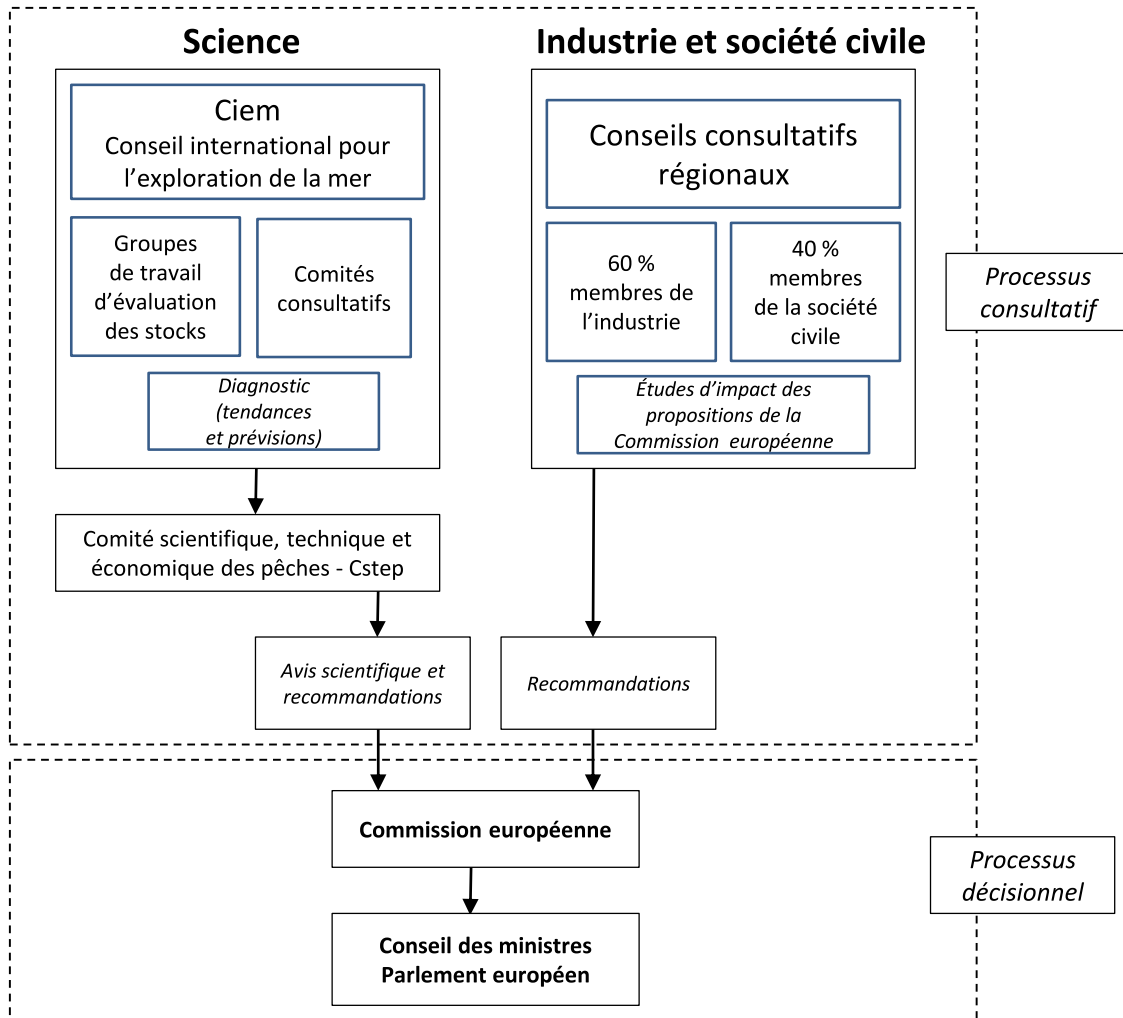 Science
Ciem
Conseil international pour
l’exploration de la mer
Groupes
de travail
d’évaluation
des stocks
Comités
consultatifs
Diagnostic
(tendances
et prévisions)
Industrie et société civile
Conseils consultatifs
régionaux
60 %
membres de
l’industrie
40 %
membres
de la société
civile
Études d’impact des
propositions de la
Commission européenne
Processus
consultatif
Comité scientifique, technique et
économique des pêches - Cstep
Avis scientifique et
recommandations
Recommandations
Commission européenne
Processus
décisionnel
Conseil des ministres
Parlement européen